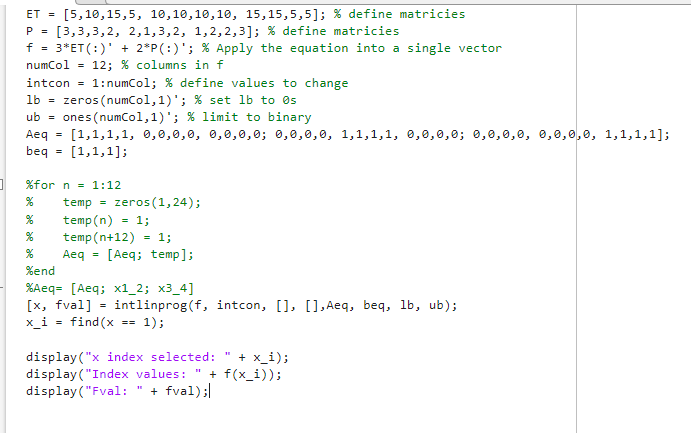 ET = [5,10,15,5, 10,10,10,10, 15,15,5,5]; % define matricies
P = [3,3,3,2, 2,1,3,2, 1,2,2,3]; % define matricies
f = 3*ET(:)' + 2*P(:)'; % Apply the equation into a single vector
numCol = 12; % columns in f
intcon = 1:numCol; % define values to change
lb = zeros(numCol,1)'; % set lb to 0s
ub = ones(numCol,1)'; % limit to binary
Aeq = [1,1,1,1, 0,0,0,0, 0,0,0,0; 0,0,0,0, 1,1,1,1, 0,0,0,0; 0,0,0,0, 0,0,0,0, 1,1,1,1];
beq = [1,1,1];
%for n = 1:12
%    temp = zeros(1,24);
%    temp(n) = 1;
%    temp(n+12) = 1;
%    Aeq = [Aeq; temp];
%end
%Aeq= [Aeq; x1_2; x3_4]
[x, fval] = intlinprog(f, intcon, [], [],Aeq, beq, lb, ub);
x_i = find(x == 1);
display("x index selected: " + x_i);
display("Index values: " + f(x_i));
display("Fval: " + fval);